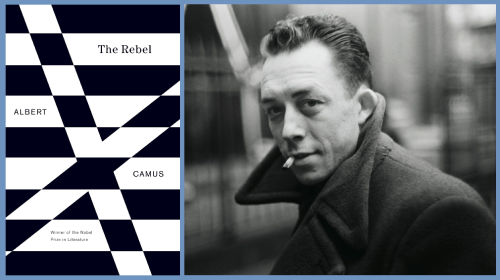 The Rebel
ALBERT
CAMUS
Winner of the Nobel
Prize in Literature